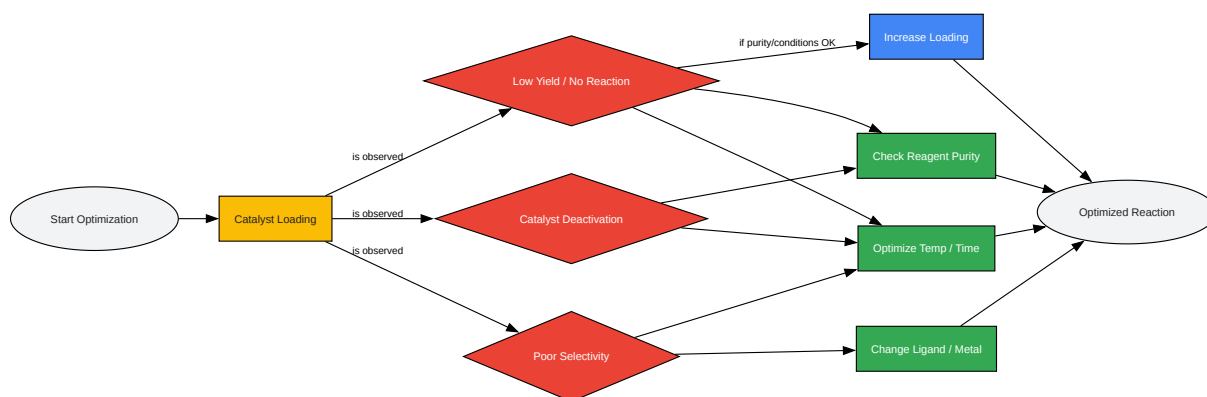 Start Optimization
Catalyst Loading
is observed
is observed
is observed
Low Yield / No Reaction
Catalyst Deactivation
Poor Selectivity
if purity/conditions OK
Increase Loading
Check Reagent Purity
Optimize Temp / Time
Change Ligand / Metal
Optimized Reaction